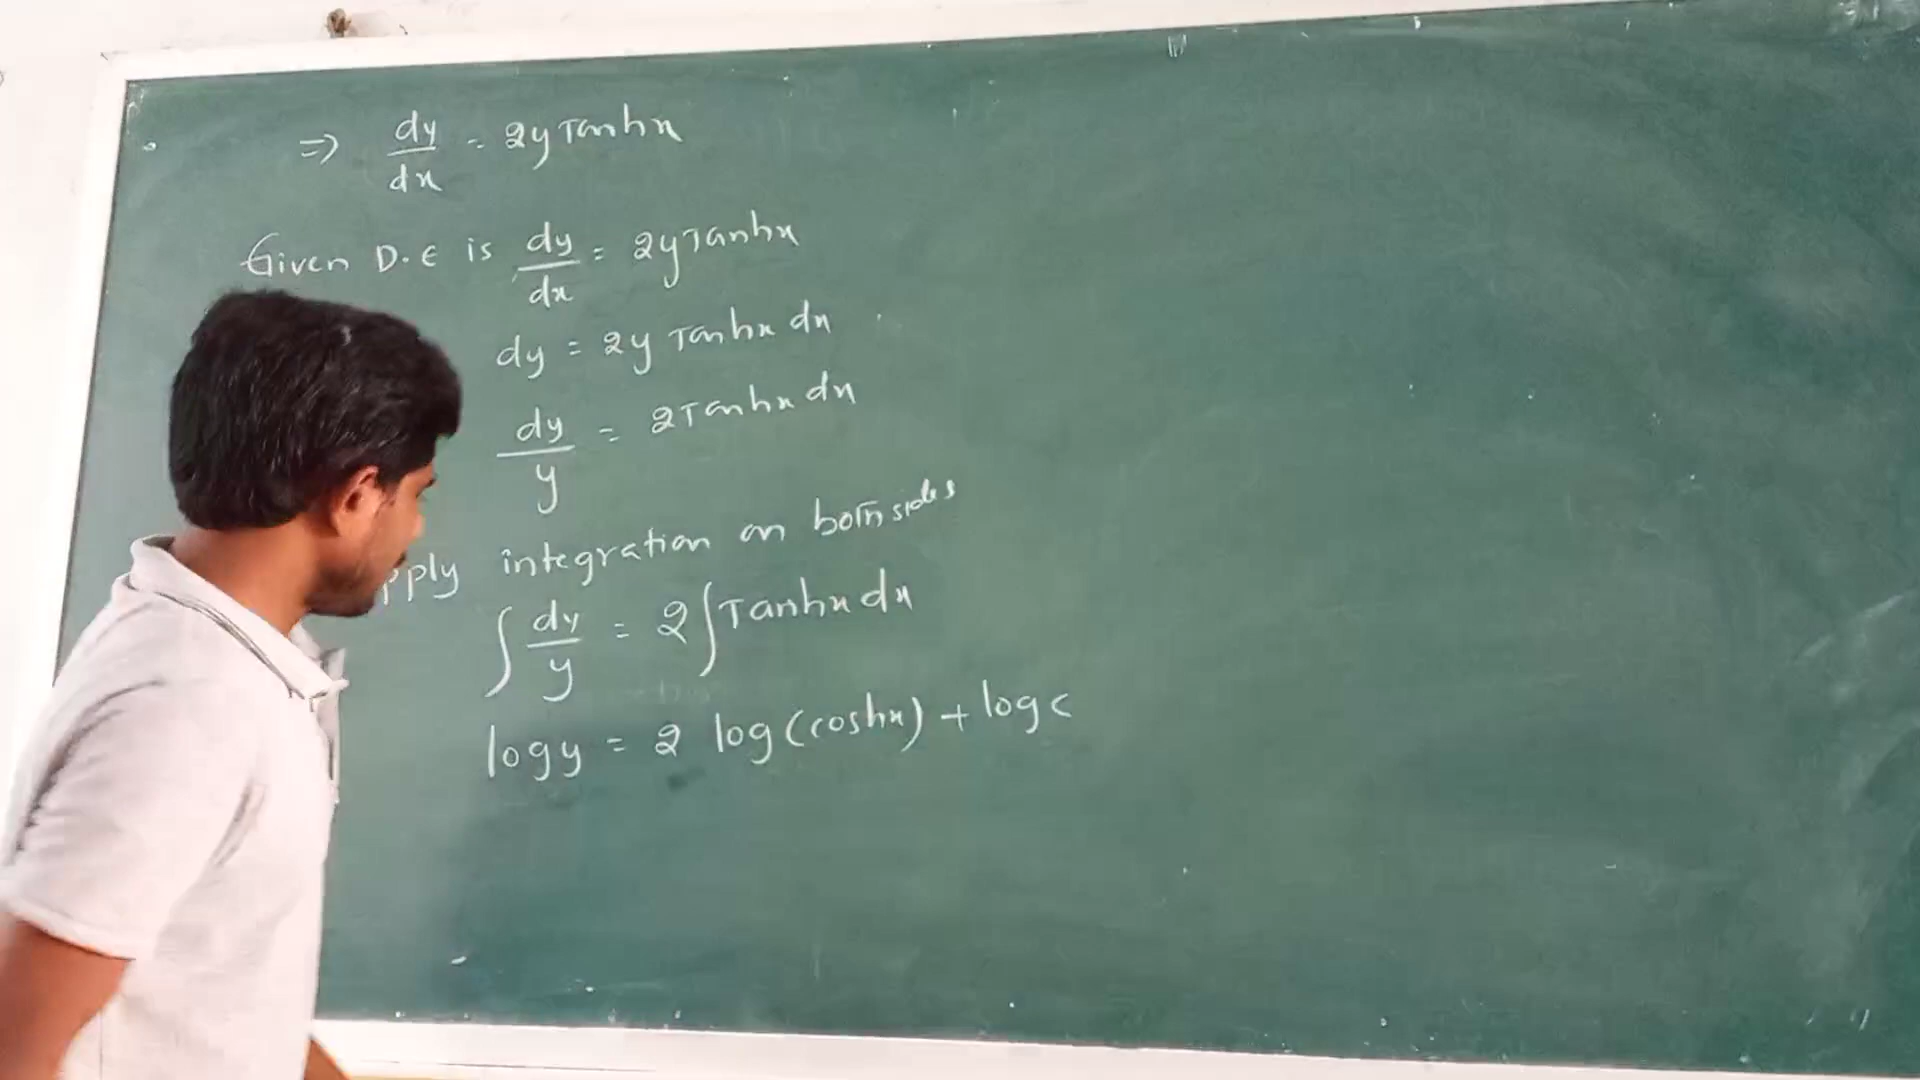 ⇒ dy/dx = 2y Tanhx
Given D.E is dy/dx = 2y Tanhx
dy = 2y Tanhx dx
dy/y = 2 Tanhx dx
pply integration on both sides
∫ dy/y = 2 ∫ Tanhx dx
log y = 2 log (coshx) + log c